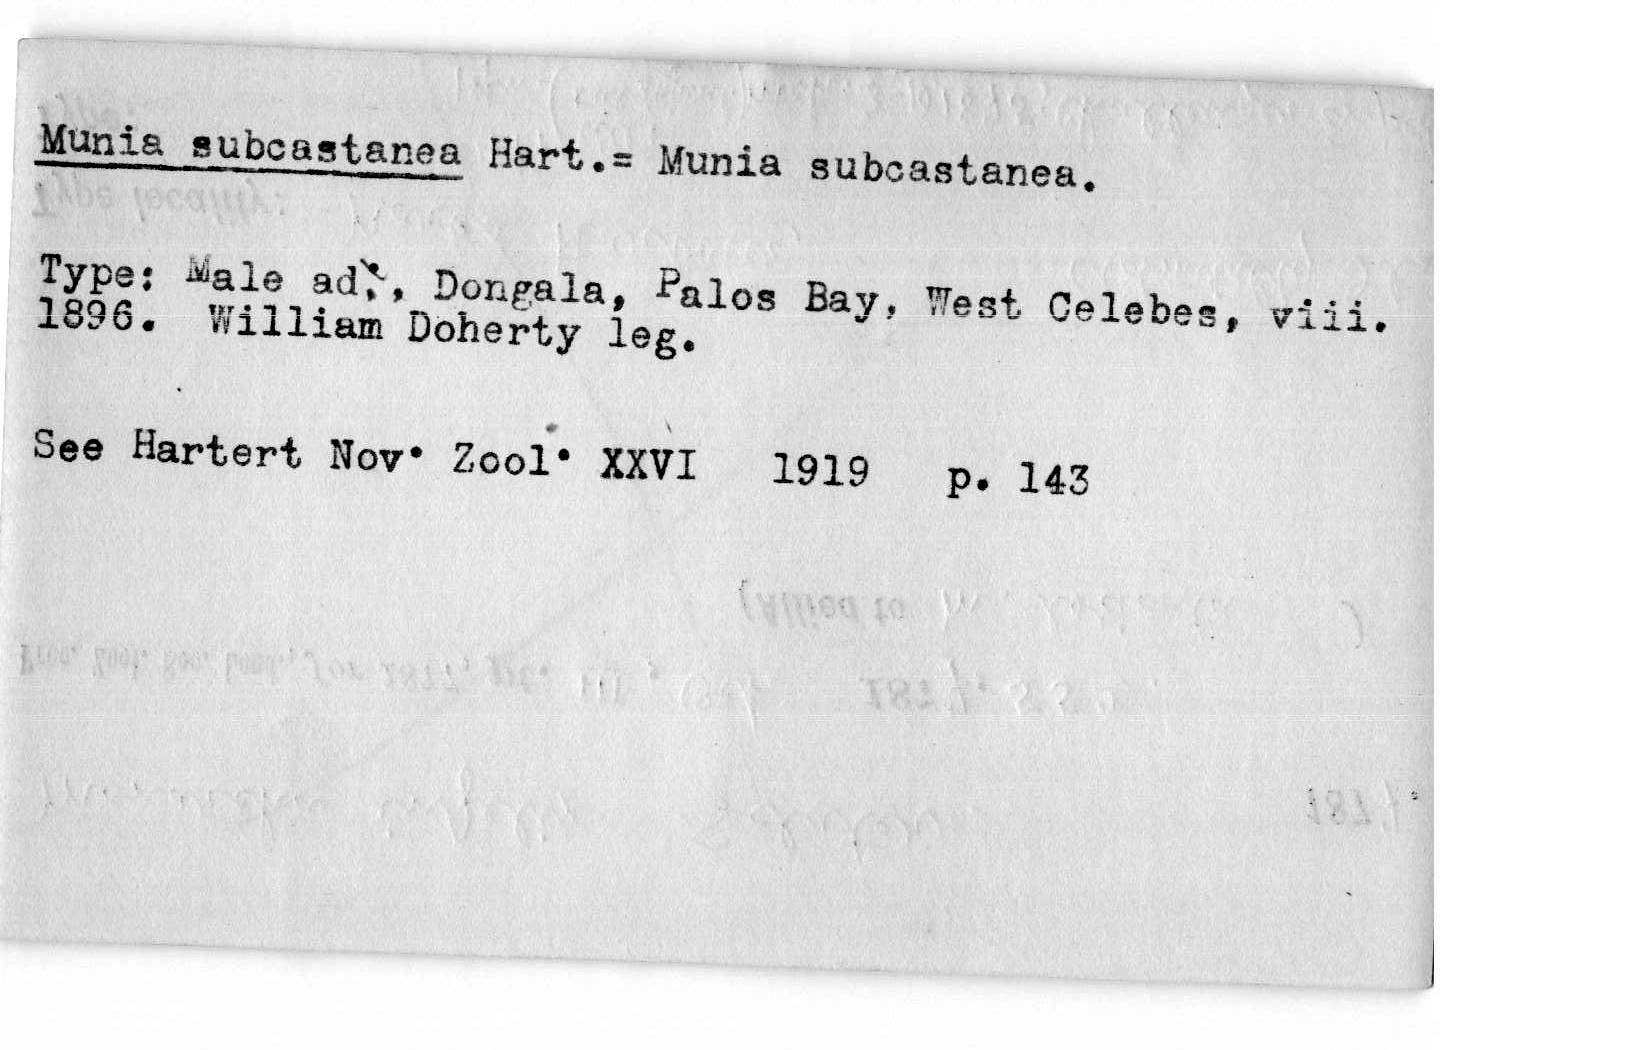 Munia subcastanea Hart.= Munia subcastanea.
Type: Male ad., Dongala, Palos Bay, West Celebes, viii.
1896. William Doherty leg.
See Hartert Nov. Zool. XXVI 1919 p. 143